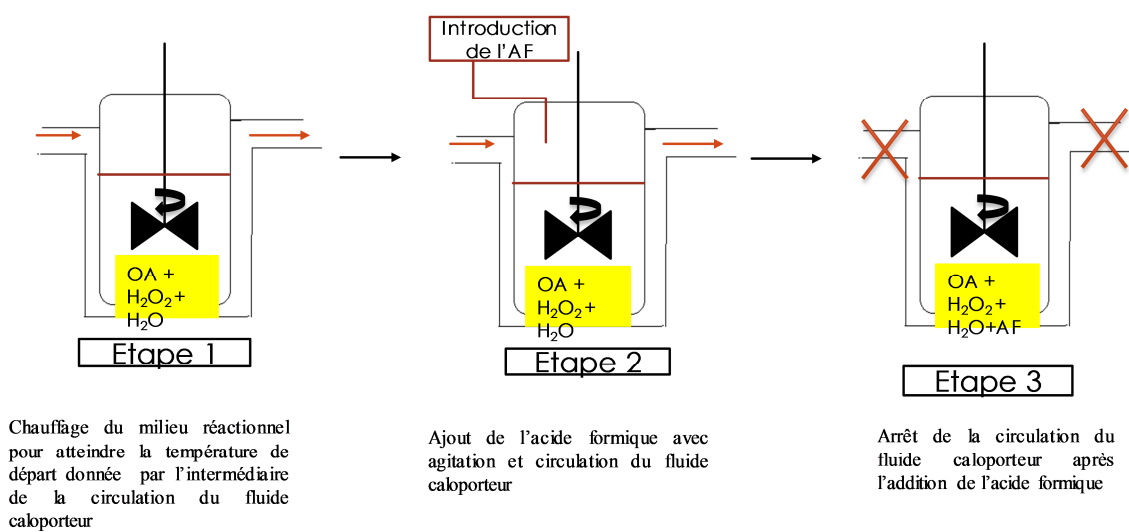 Introduction
de l'AF
OA +
H₂O₂ +
H₂O
Etape 1
OA +
H₂O₂ +
H₂O
Etape 2
OA +
H₂O₂ +
H₂O+AF
Etape 3
Chauffage du milieu réactionnel
pour atteindre la température de
départ donnée par l'intermédiaire
de la circulation du fluide
caloporteur
Ajout de l'acide formique avec
agitation et circulation du fluide
caloporteur
Arrêt de la circulation du
fluide caloporteur après
l'addition de l'acide formique